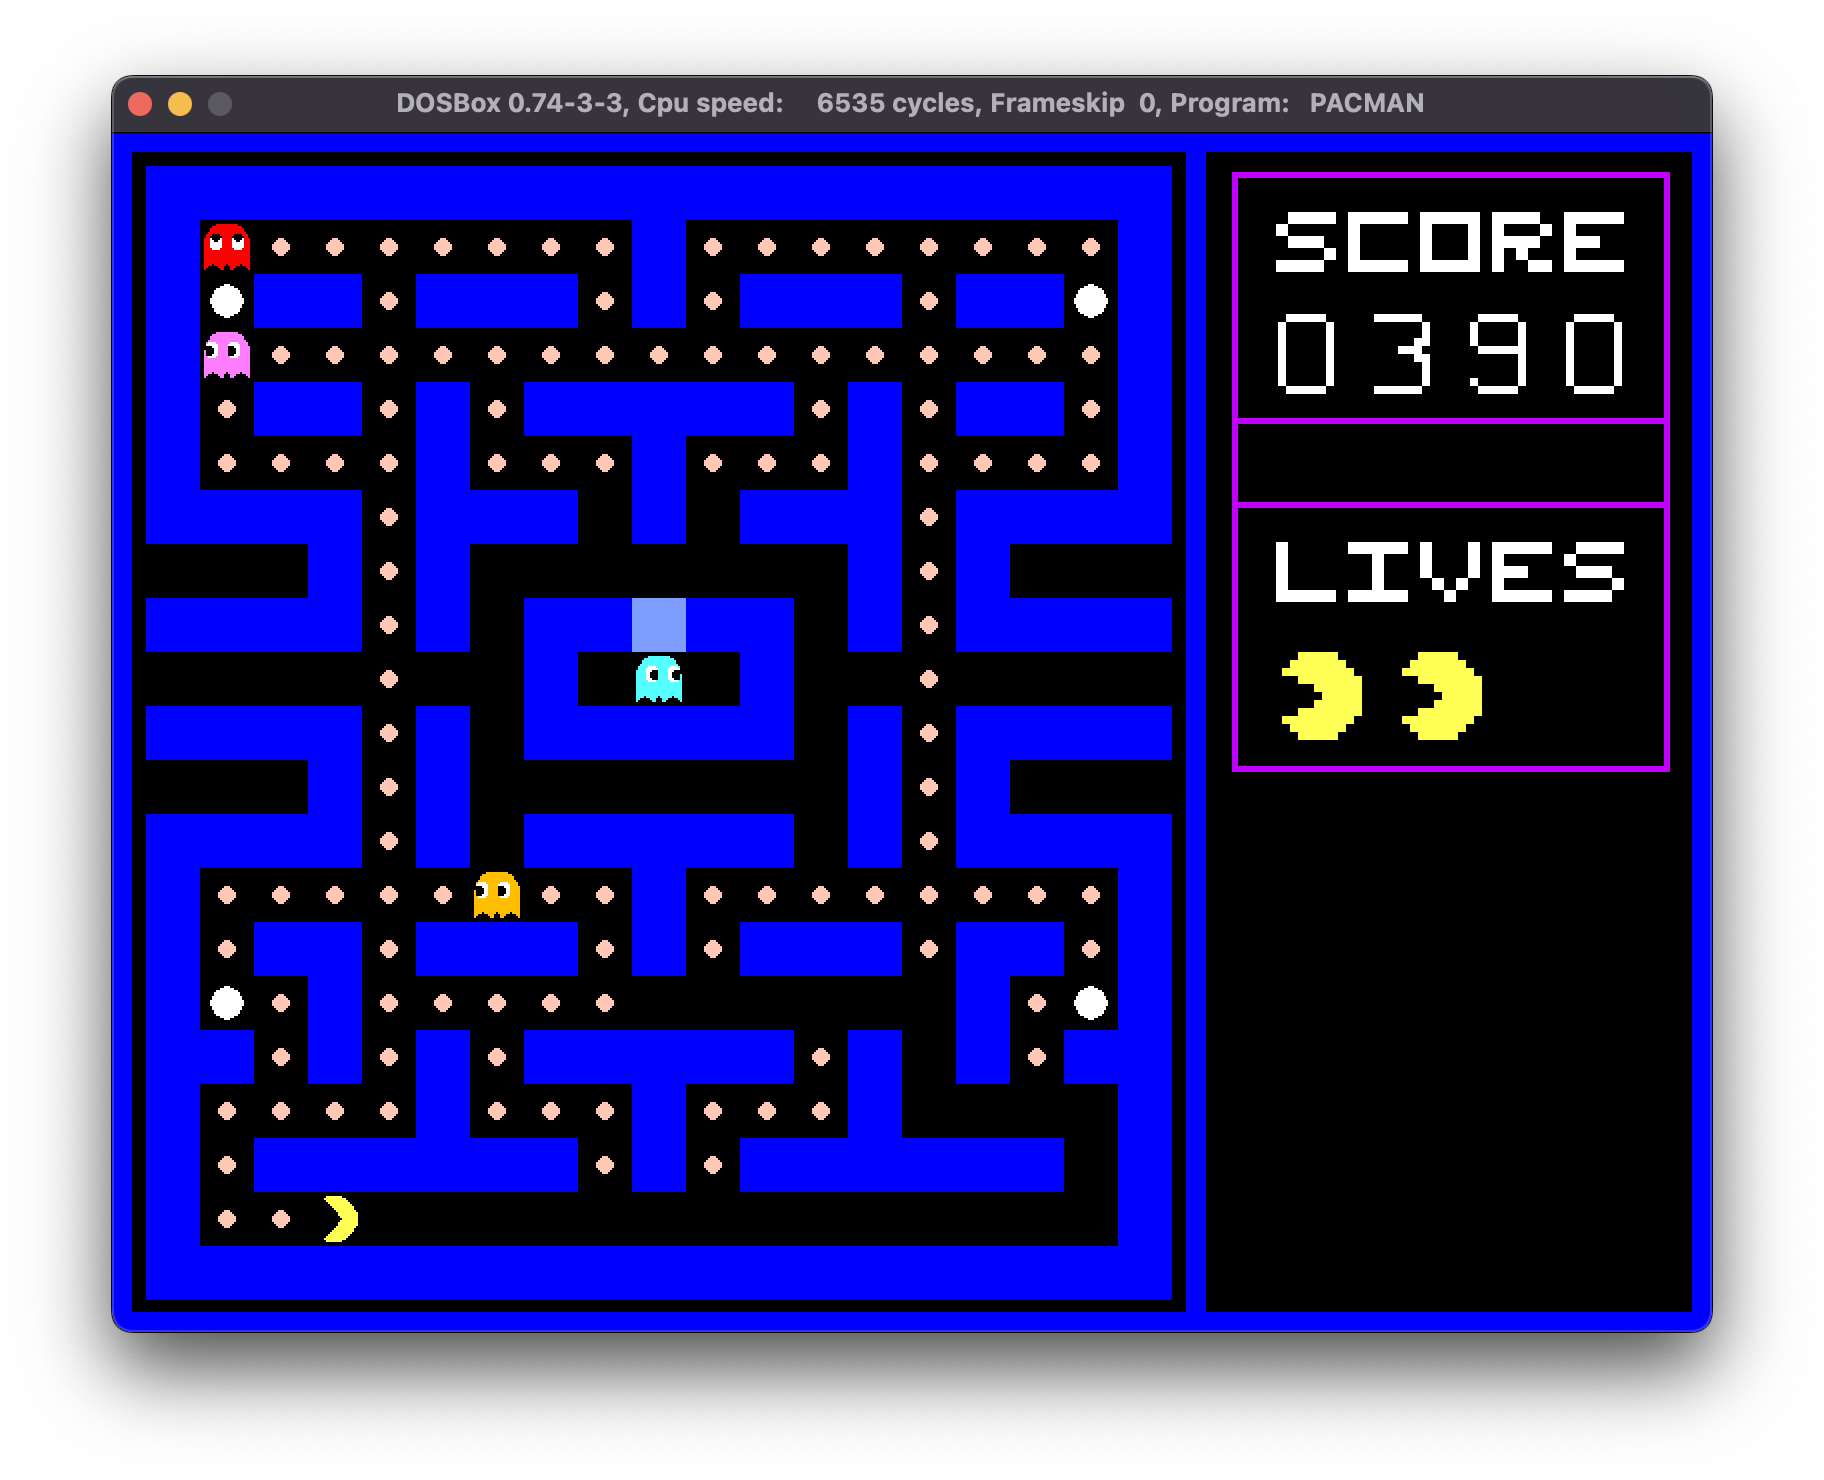 DOSBox 0.74-3-3, Cpu speed: 6535 cycles, Frameskip 0, Program: PACMAN
SCORE
0390
LIVES